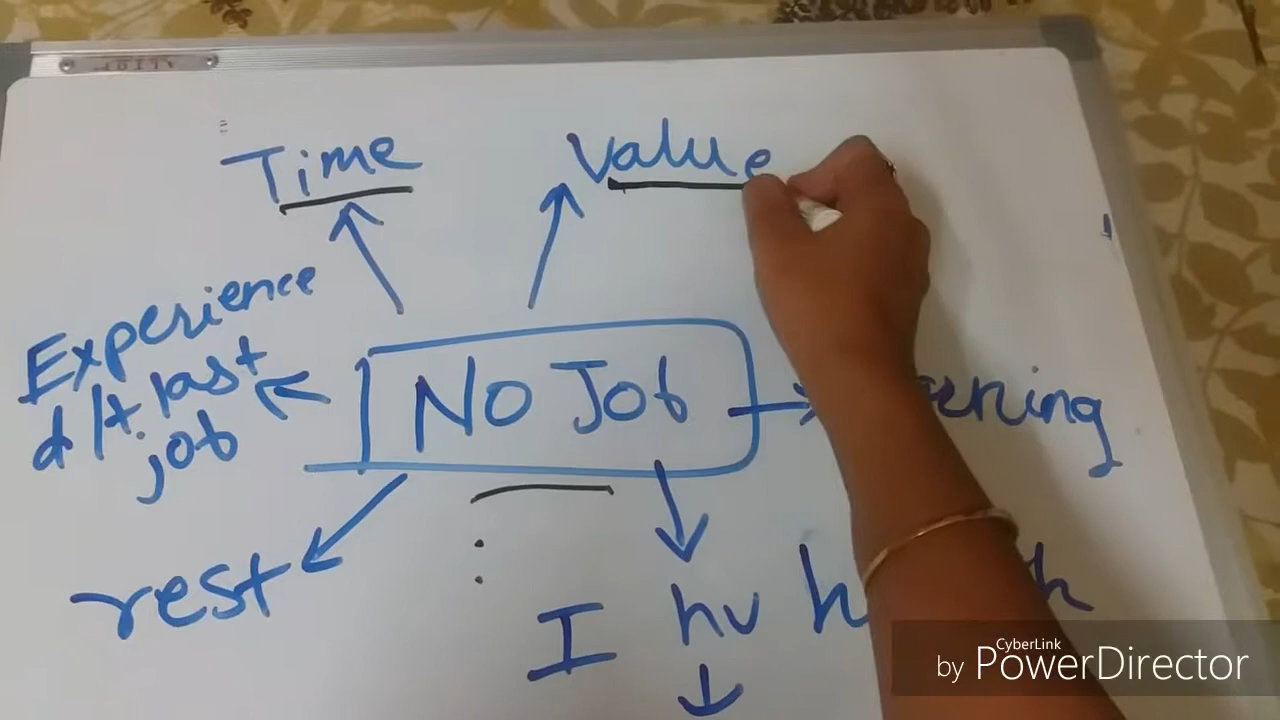 Time
Value
Experience
d/t last
job
No Job
rest
I hv
CyberLink
by PowerDirector